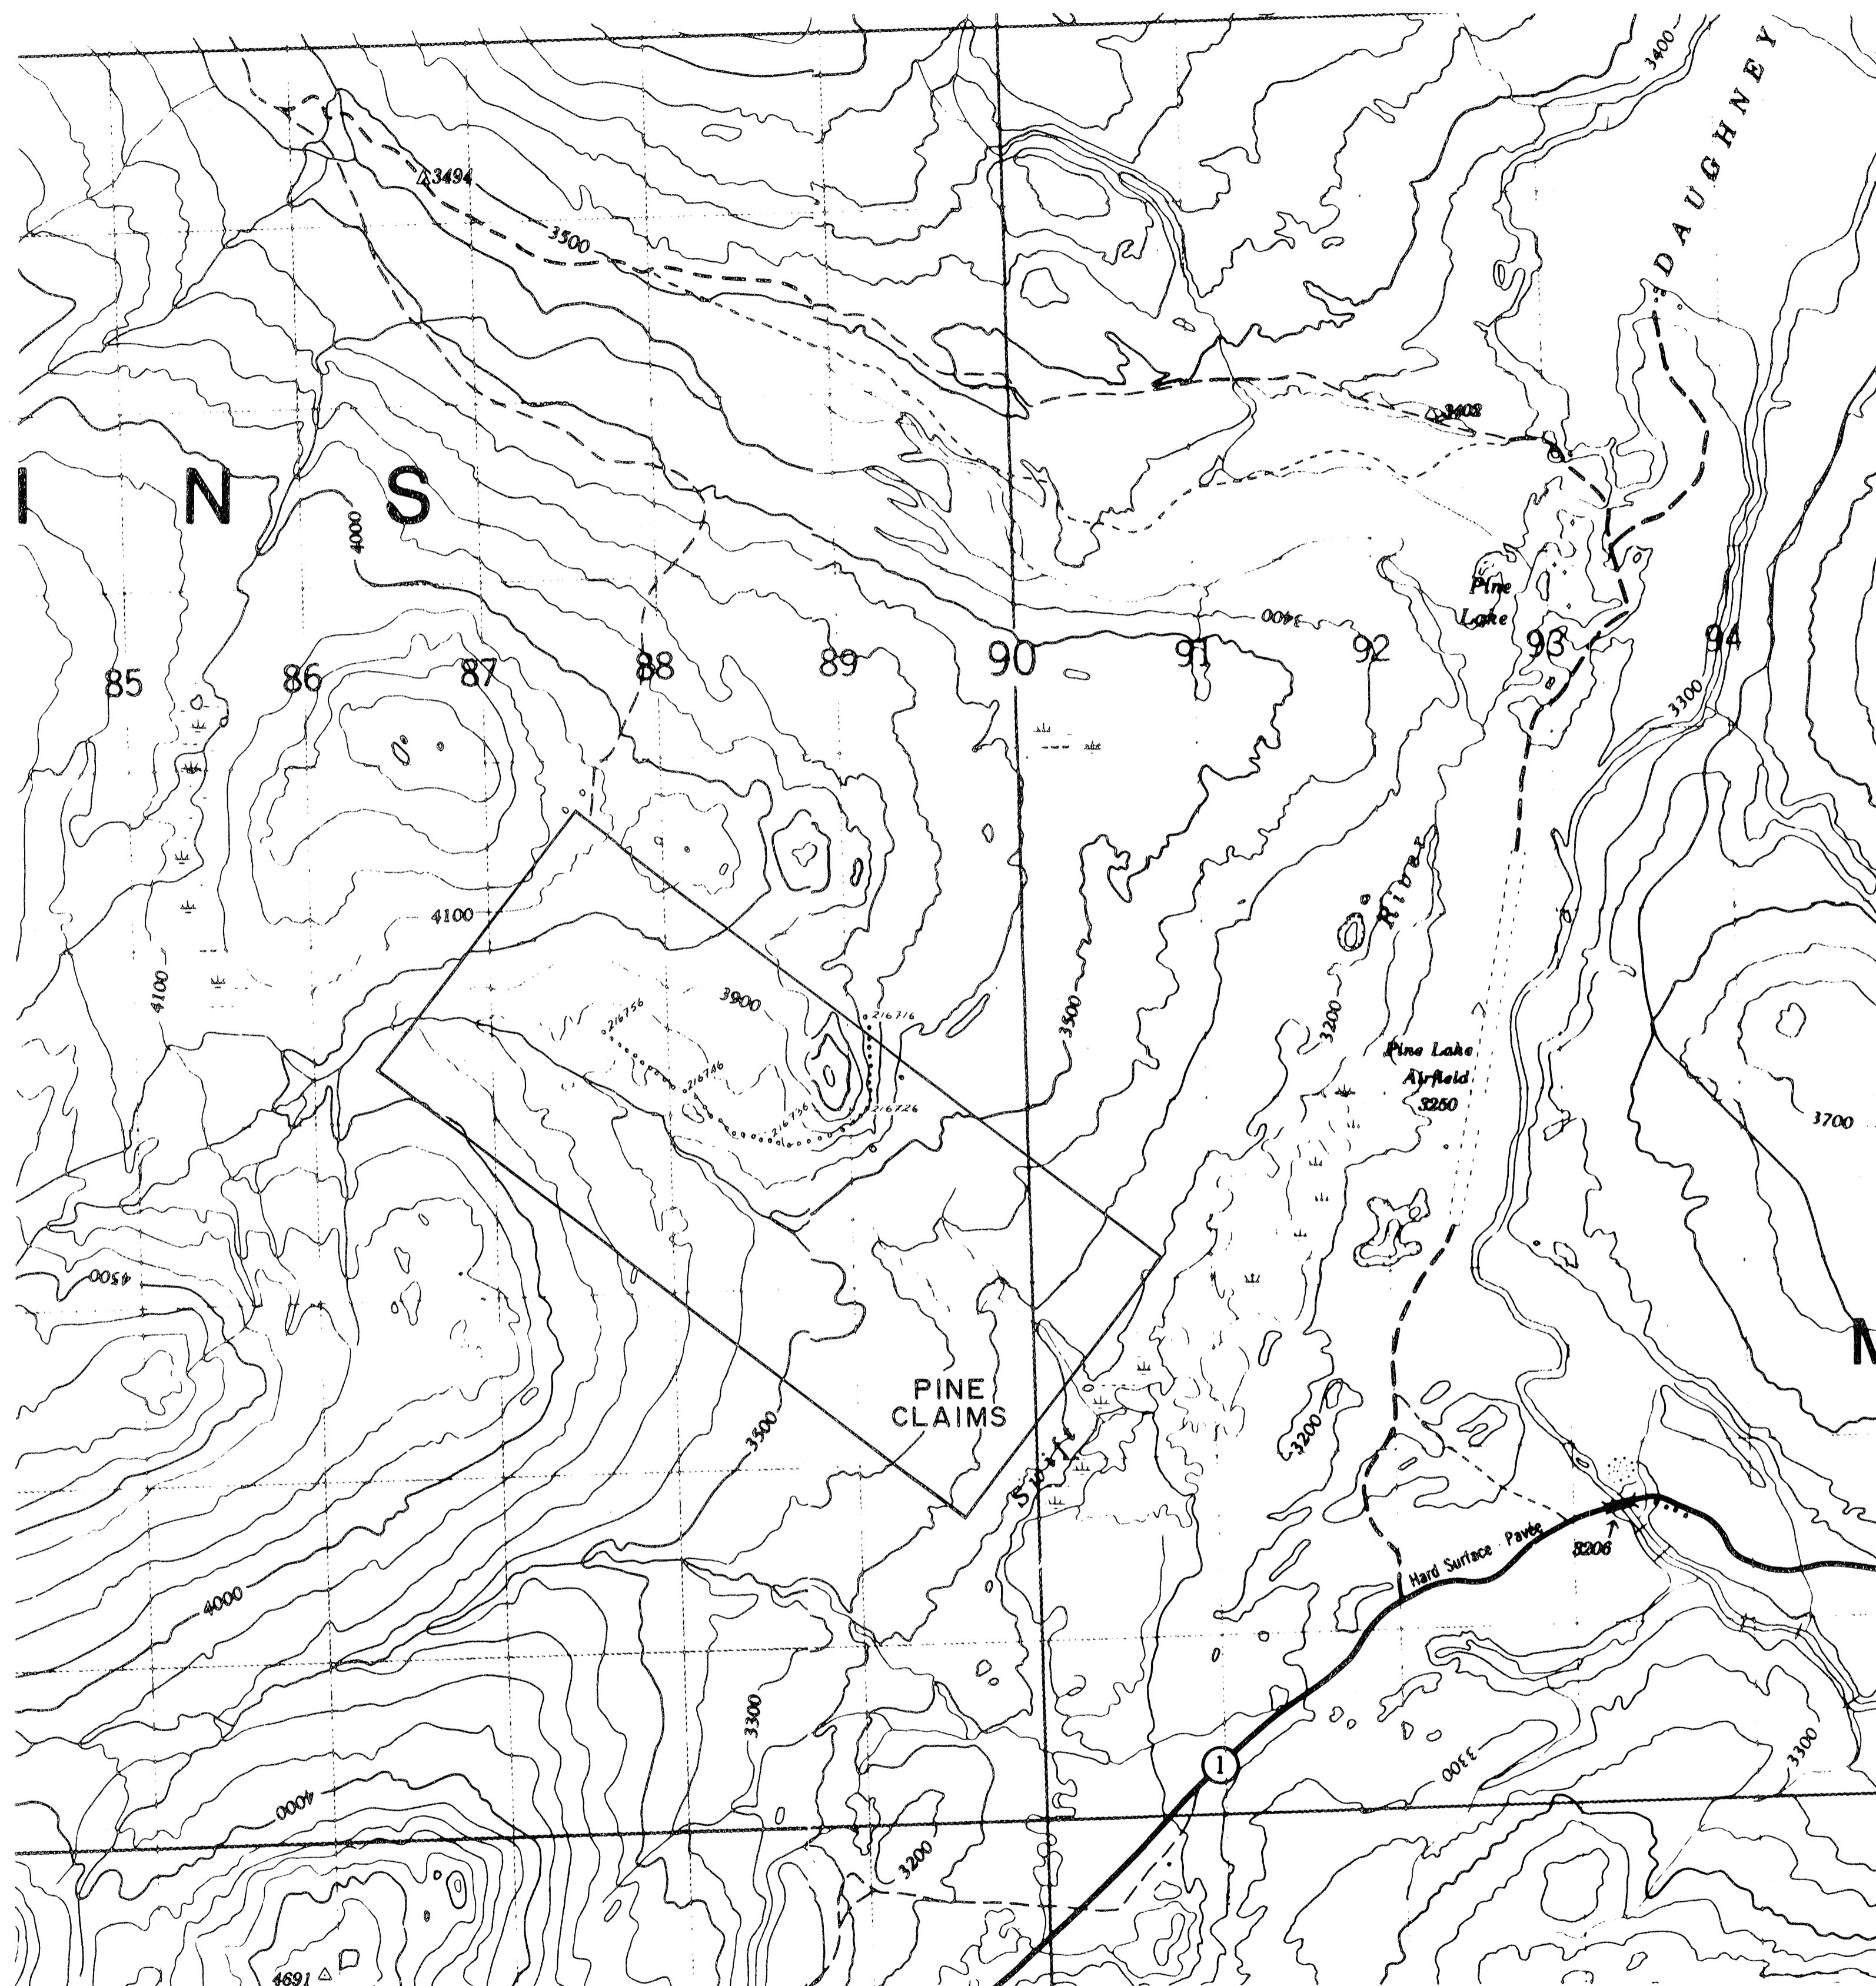 3400
DAUGHNEY
3494
3500
3402
I N S
4000
Pine
Lake
3400
85 86 87 88 89 90 91 92 93 94
3300
River
4100
4100
3900
216756
216716
3500
3200
Pine Lake
Airfield
3250
216746
216736
216726
3700
4500
M
PINE
CLAIMS
3500
3200
Swift
Hard Surface Pavée
3206
4000
3300
1
3300
3300
4000
3200
4691